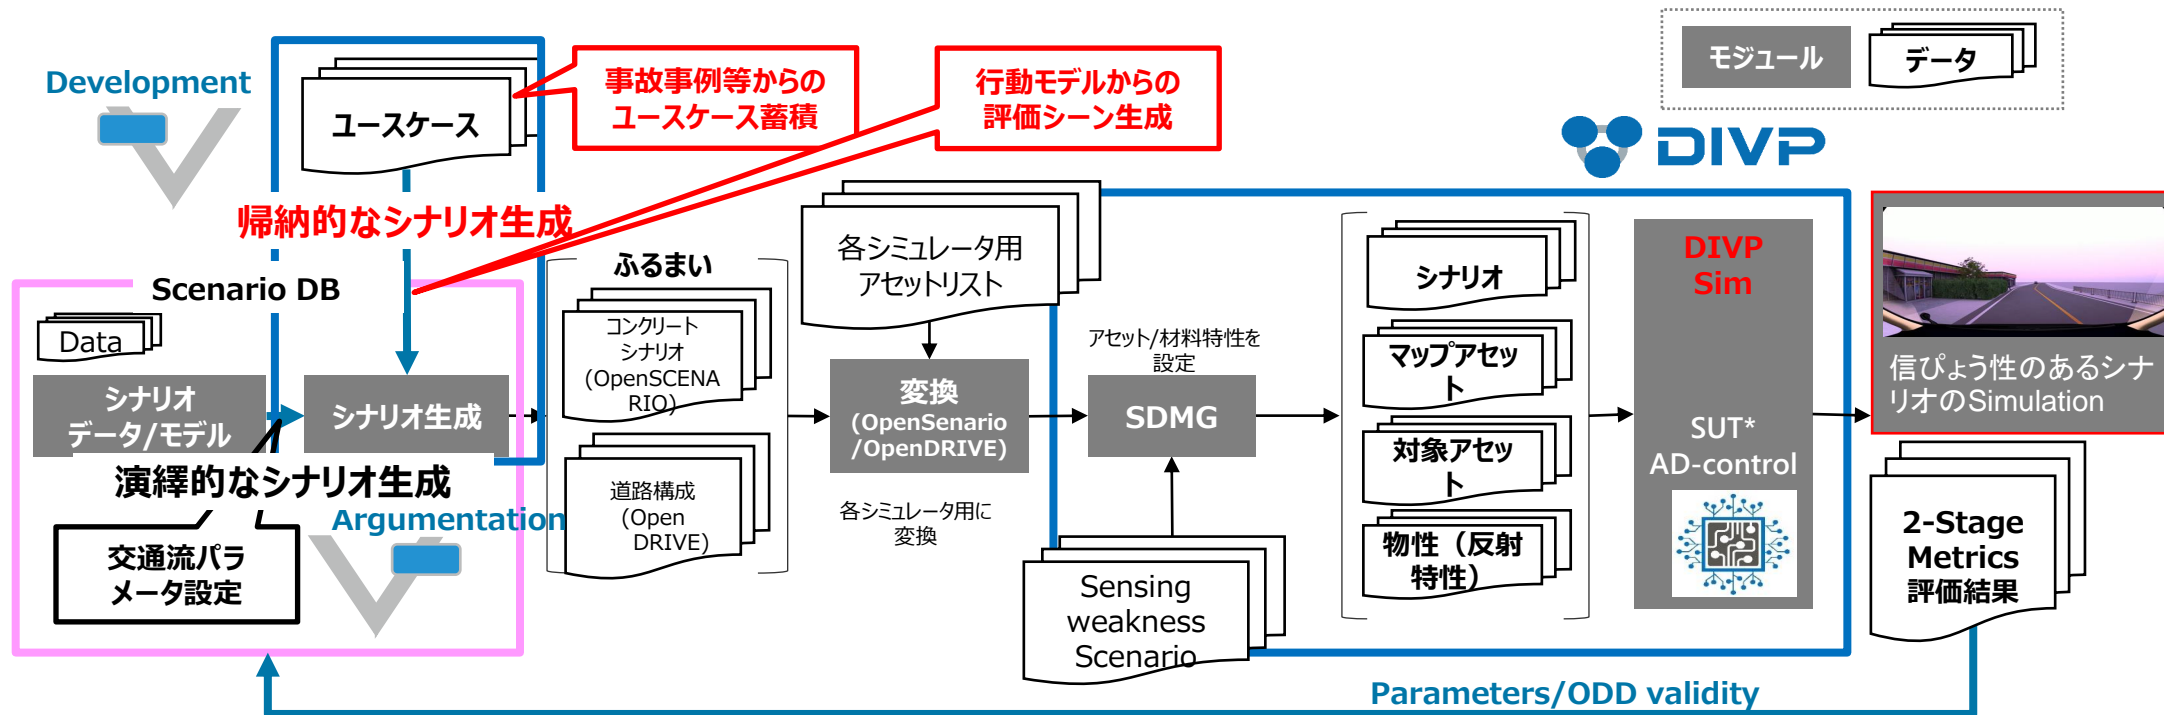 Development
ユースケース
事故事例等からの
ユースケース蓄積
行動モデルからの
評価シーン生成
モジュール
データ
DIVP
帰納的なシナリオ生成
Scenario DB
Data
シナリオ
データ/モデル
シナリオ生成
演繹的なシナリオ生成
Argumentation
交通流パラ
メータ設定
ふるまい
コンクリート
シナリオ
(OpenSCENA
RIO)
道路構成
(Open
DRIVE)
各シミュレータ用
アセットリスト
変換
(OpenSenario
/OpenDRIVE)
各シミュレータ用に
変換
アセット/材料特性を
設定
SDMG
Sensing
weakness
Scenario
シナリオ
マップアセッ
ト
対象アセッ
ト
物性（反射
特性）
DIVP
Sim
SUT*
AD-control
信ぴょう性のあるシナ
リオのSimulation
2-Stage
Metrics
評価結果
Parameters/ODD validity